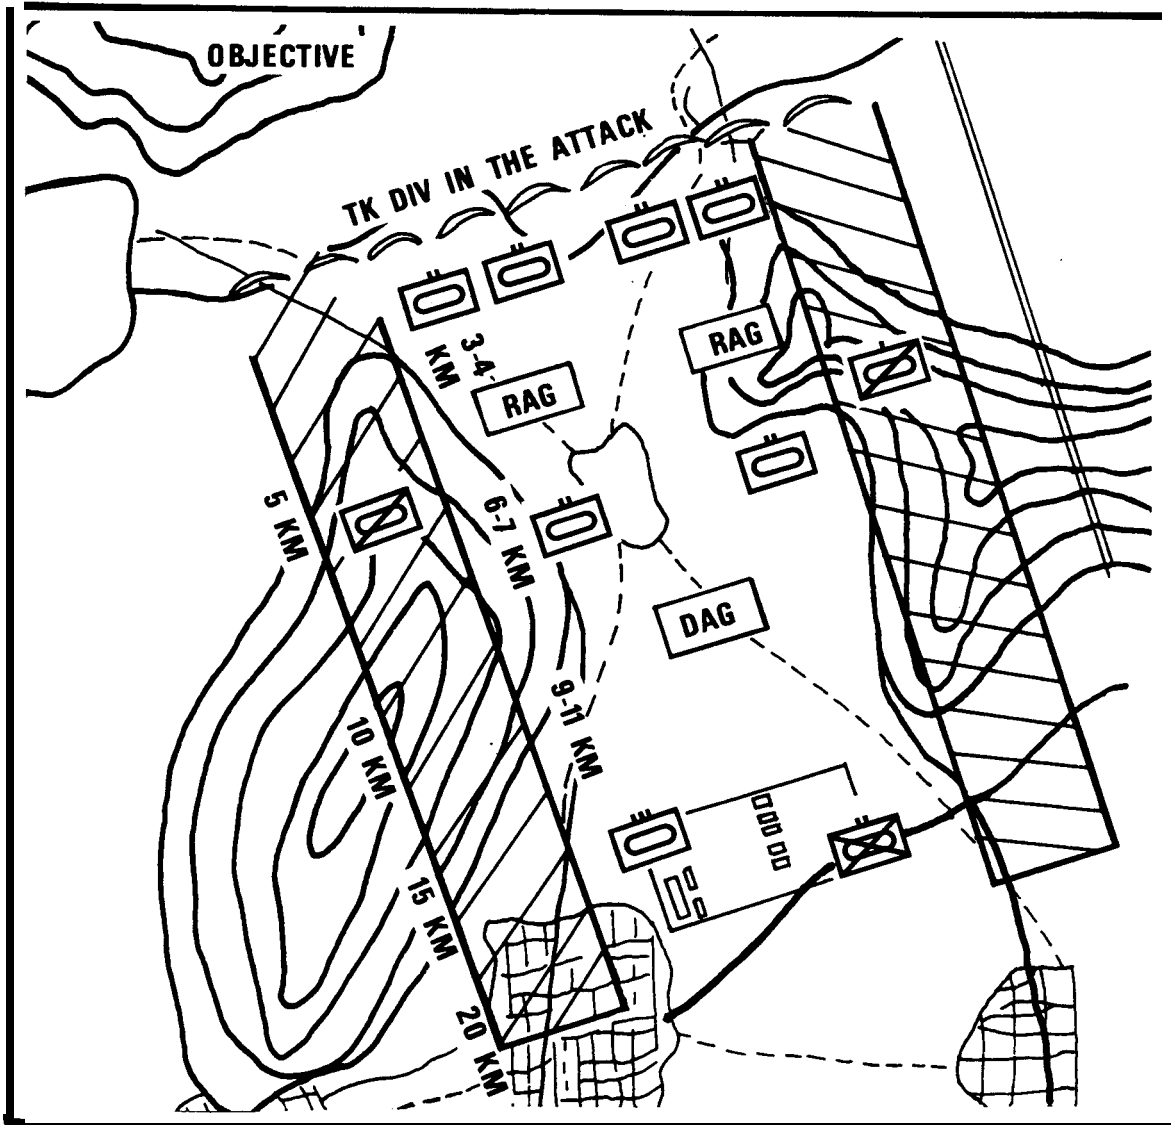 OBJECTIVE
TK DIV IN THE ATTACK
3-4
KM
RAG
RAG
5 KM
6-7 KM
DAG
9-11 KM
10 KM
15 KM
20 KM